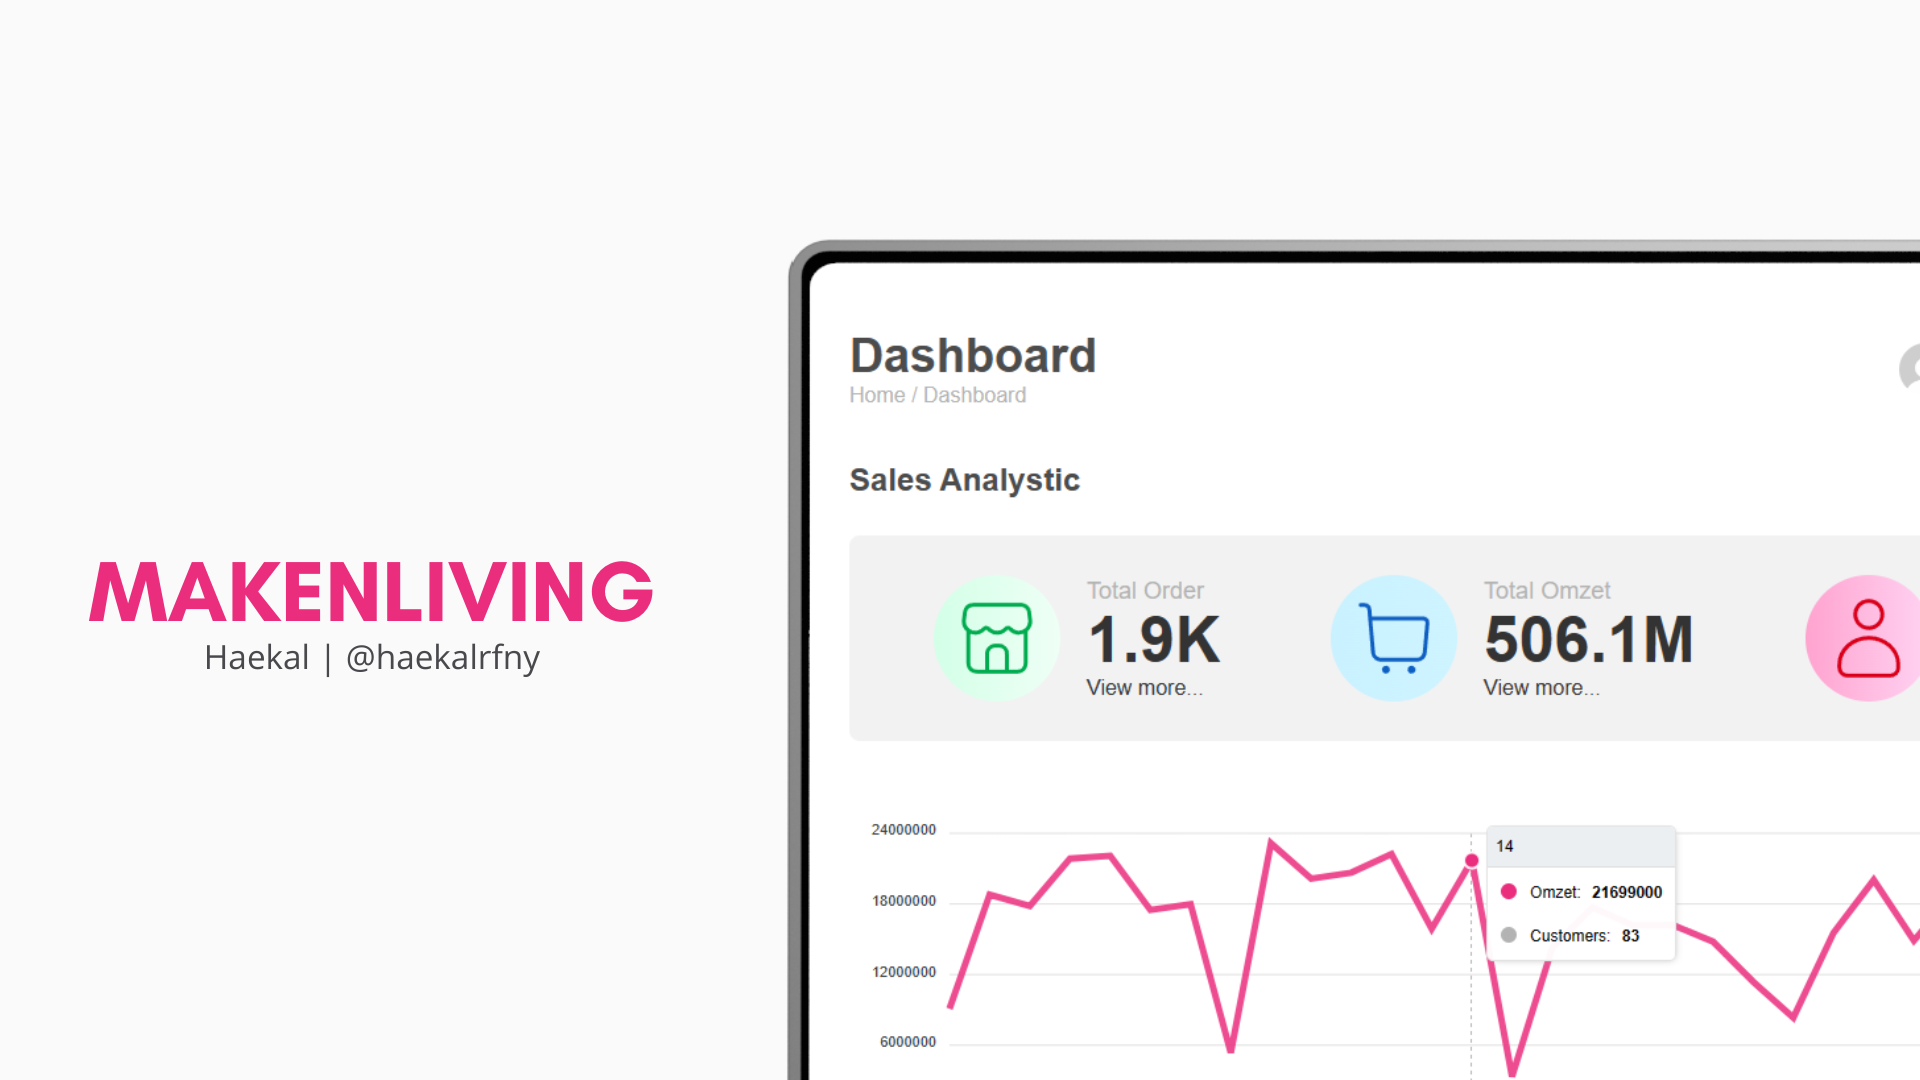 MAKENLIVING
Haekal | @haekalrfny
Dashboard
Home / Dashboard
Sales Analystic
Total Order
1.9K
View more...
Total Omzet
506.1M
View more...
24000000
18000000
12000000
6000000
14
Omzet: 21699000
Customers: 83